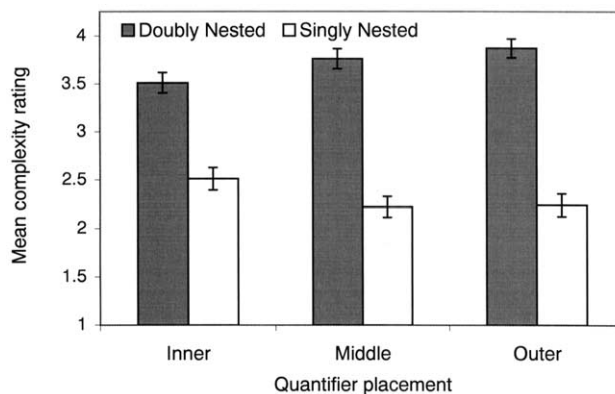 Doubly Nested Singly Nested
4
3.5
3
2.5
2
1.5
1
Mean complexity rating
Inner Middle Outer
Quantifier placement